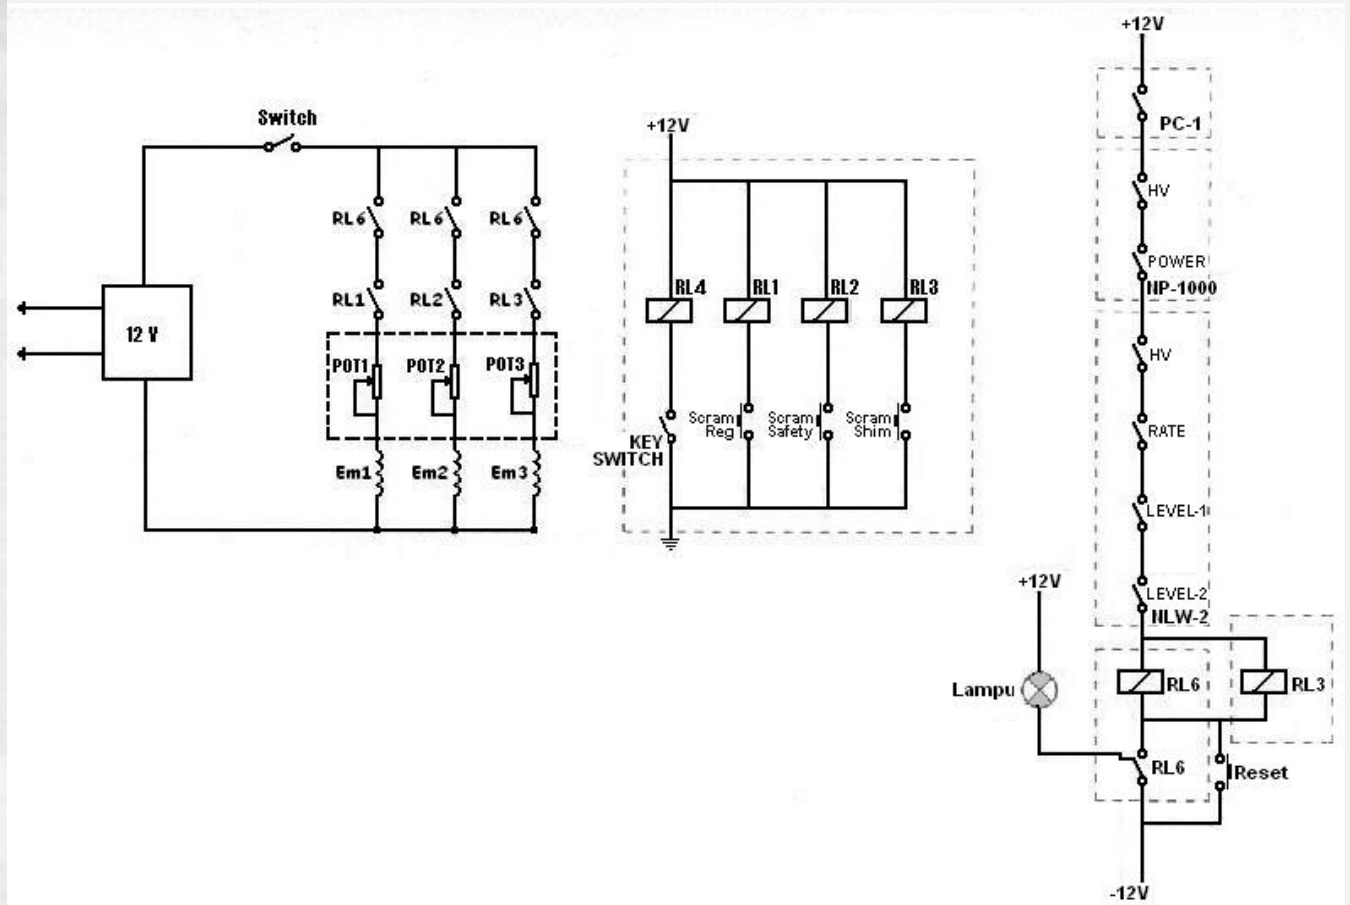 Switch
RL6
RL6
RL6
RL1
RL2
RL3
12 V
POT1
POT2
POT3
Em1
Em2
Em3
+12V
RL4
RL1
RL2
RL3
KEY
SWITCH
Scram
Reg
Scram
Safety
Scram
Shim
+12V
PC-1
HV
POWER
NP-1000
HV
RATE
LEVEL-1
LEVEL-2
NLW-2
RL6
RL3
+12V
Lampu
RL6
Reset
-12V